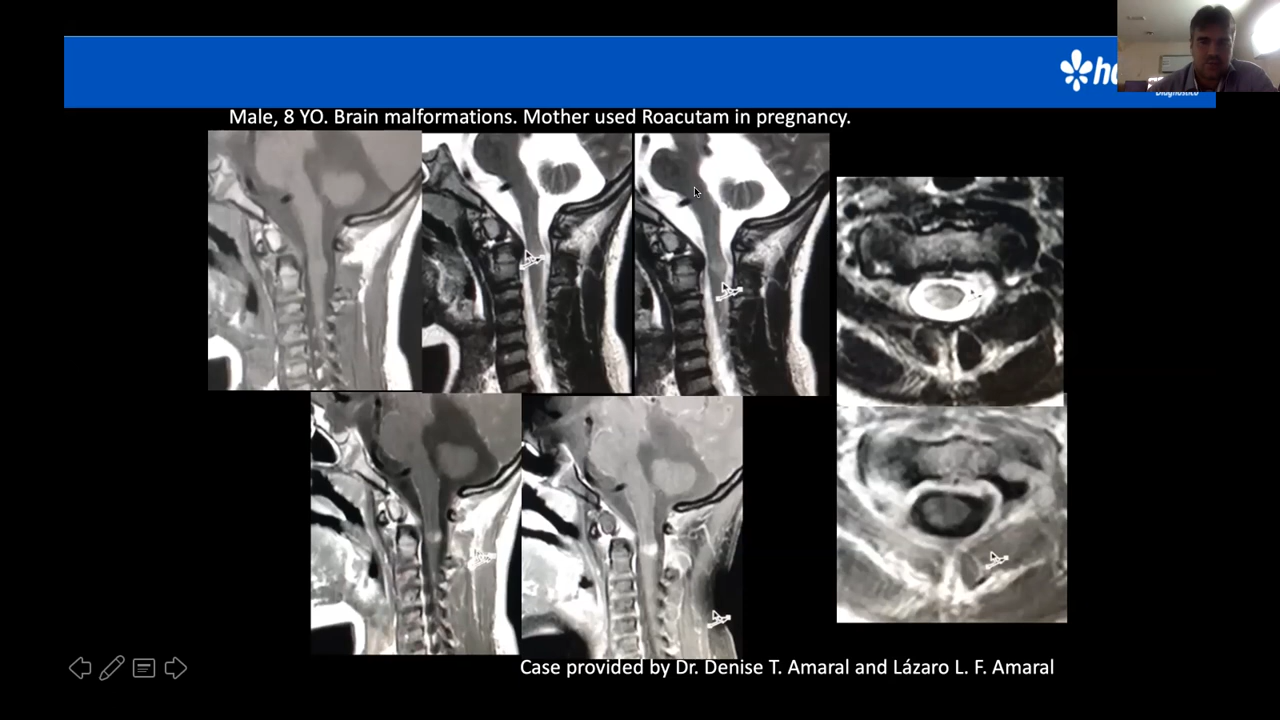 Male, 8 YO. Brain malformations. Mother used Roacutam in pregnancy.
Case provided by Dr. Denise T. Amaral and Lázaro L. F. Amaral